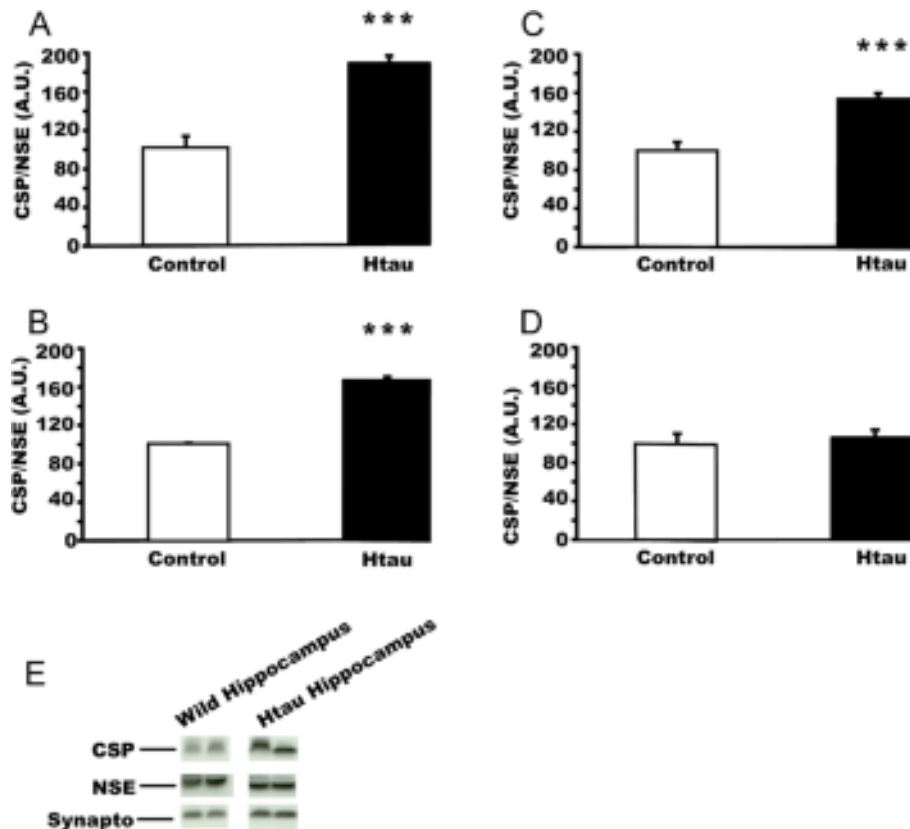 A
***
CSP/NSE (A.U.)
200
160
120
80
40
0
Control Htau
C
***
CSP/NSE (A.U.)
200
160
120
80
40
0
Control Htau
B
***
CSP/NSE (A.U.)
200
160
120
80
40
0
Control Htau
D
CSP/NSE (A.U.)
200
160
120
80
40
0
Control Htau
E
Wild Hippocampus
Htau Hippocampus
CSP
NSE
Synapto